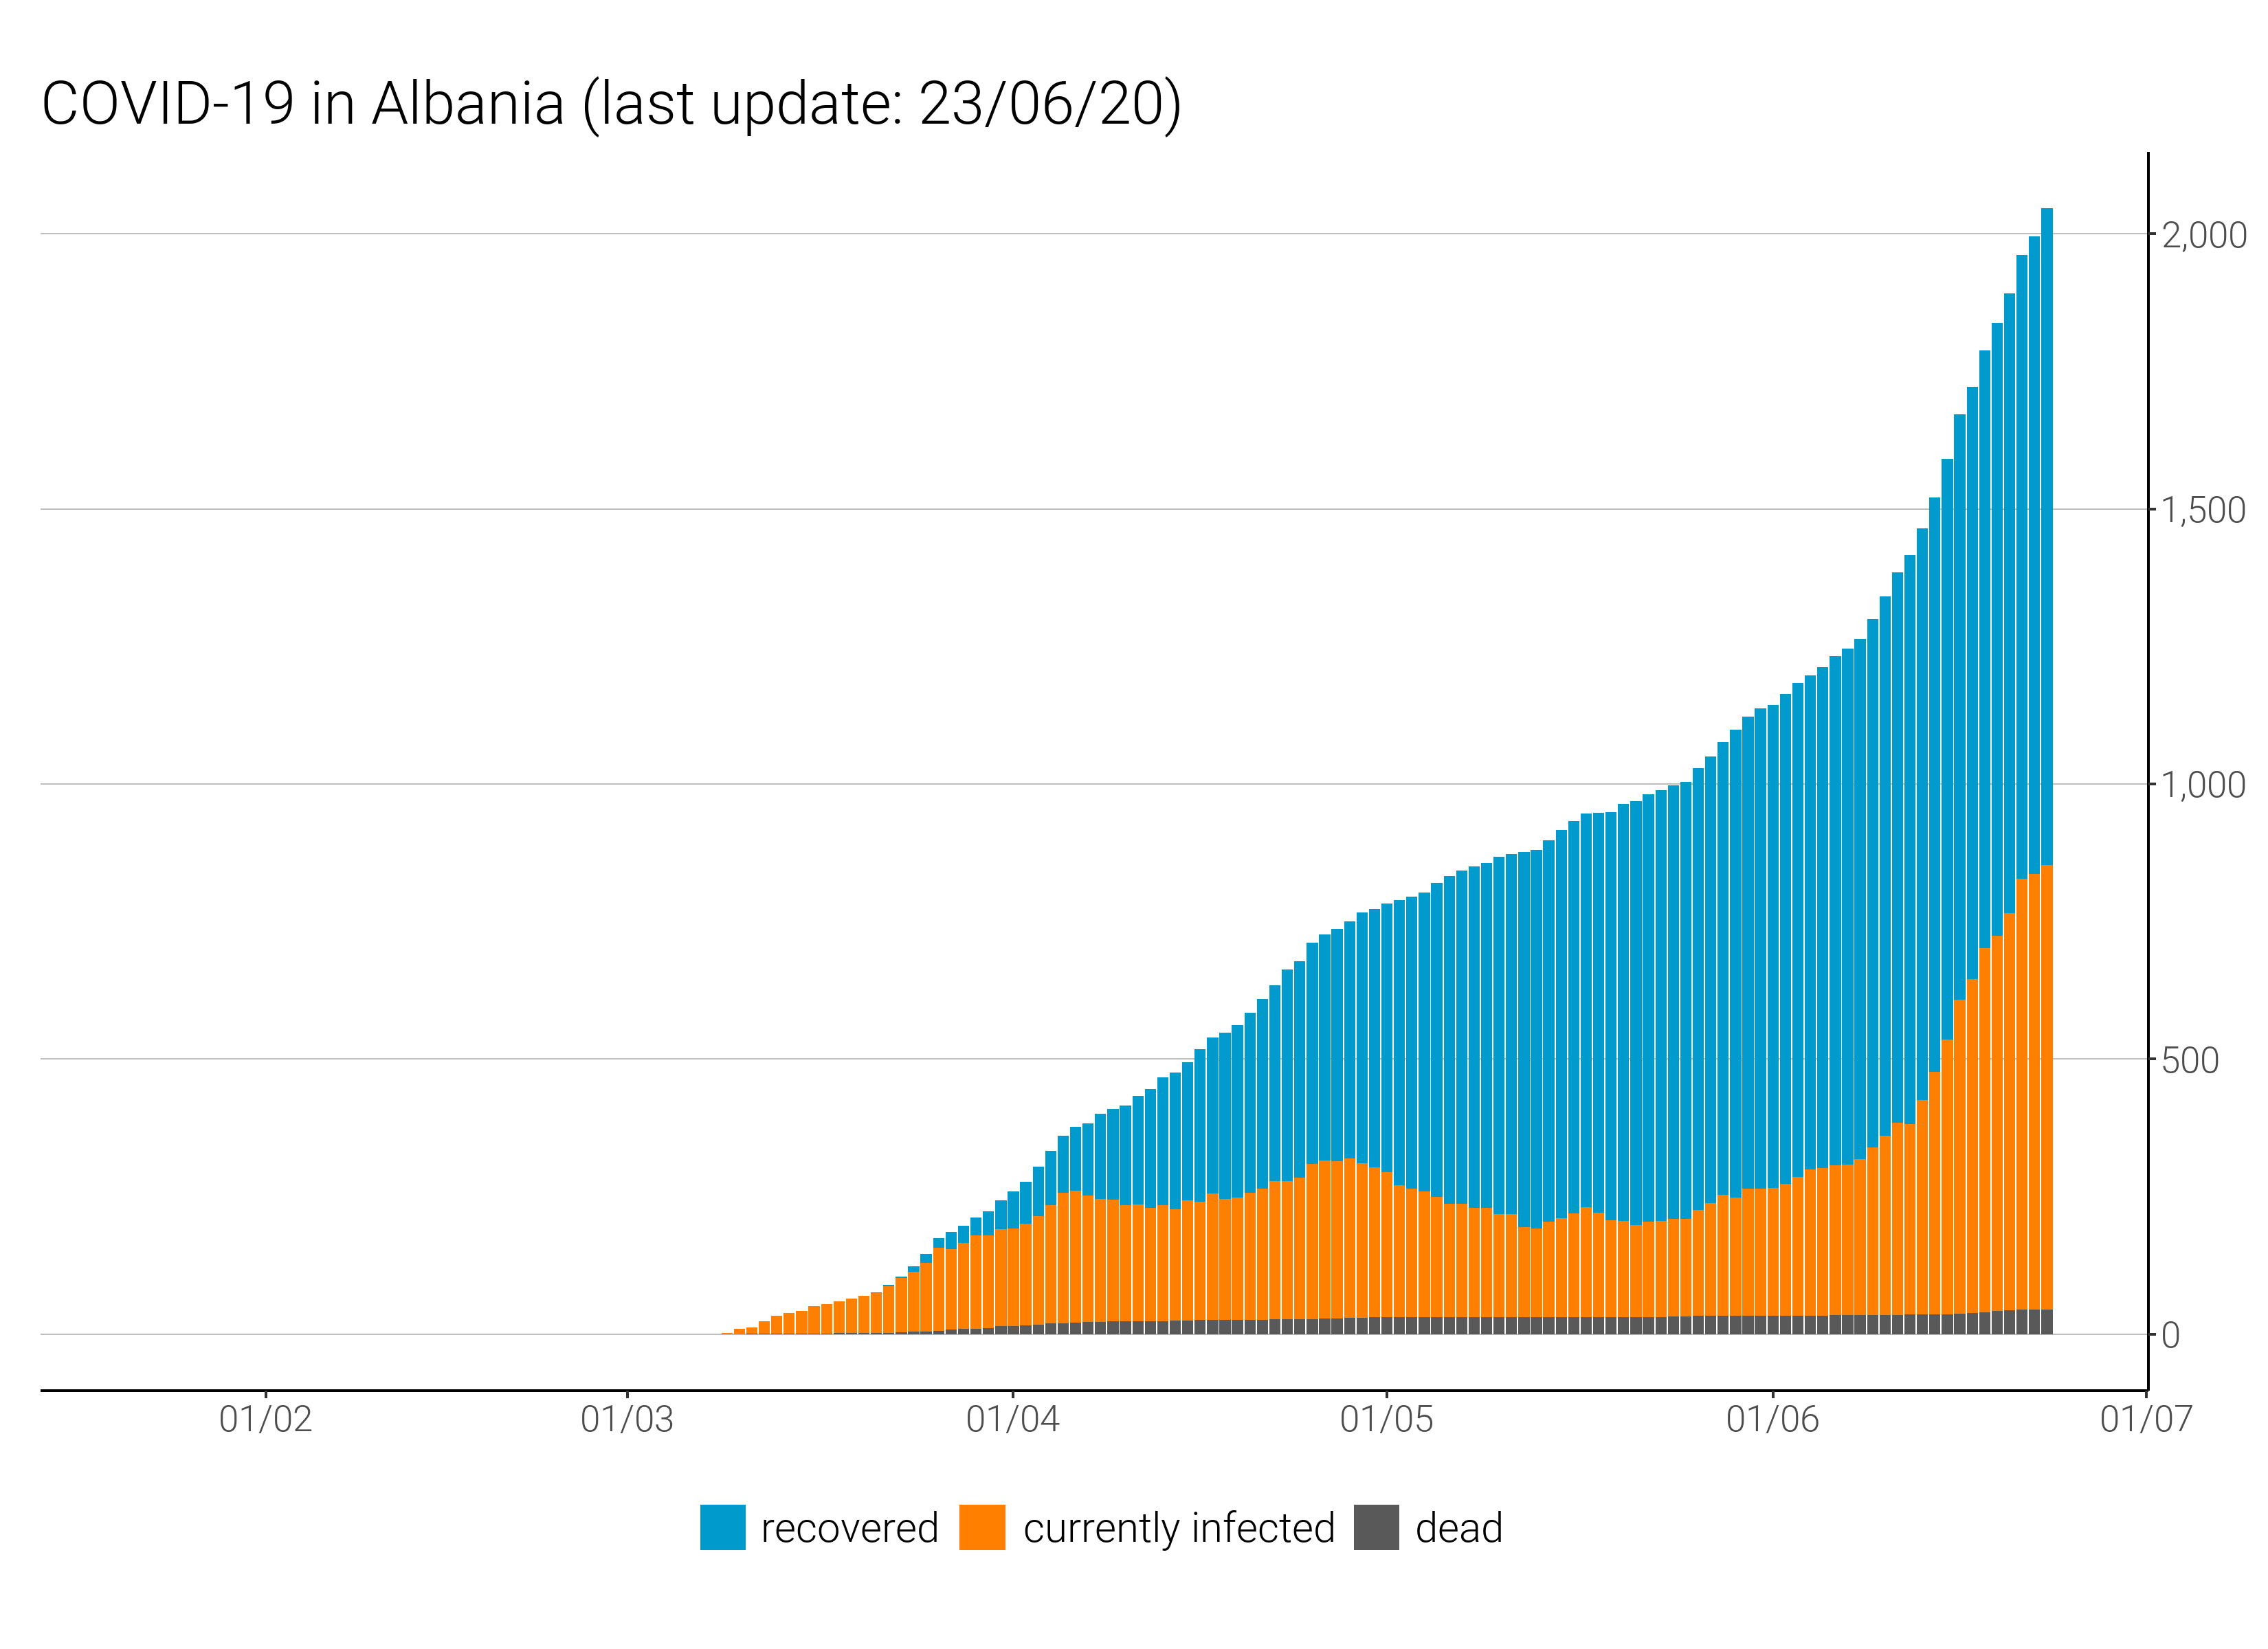 COVID-19 in Albania (last update: 23/06/20)
2,000
1,500
1,000
500
0
01/02 01/03 01/04 01/05 01/06 01/07
recovered currently infected dead